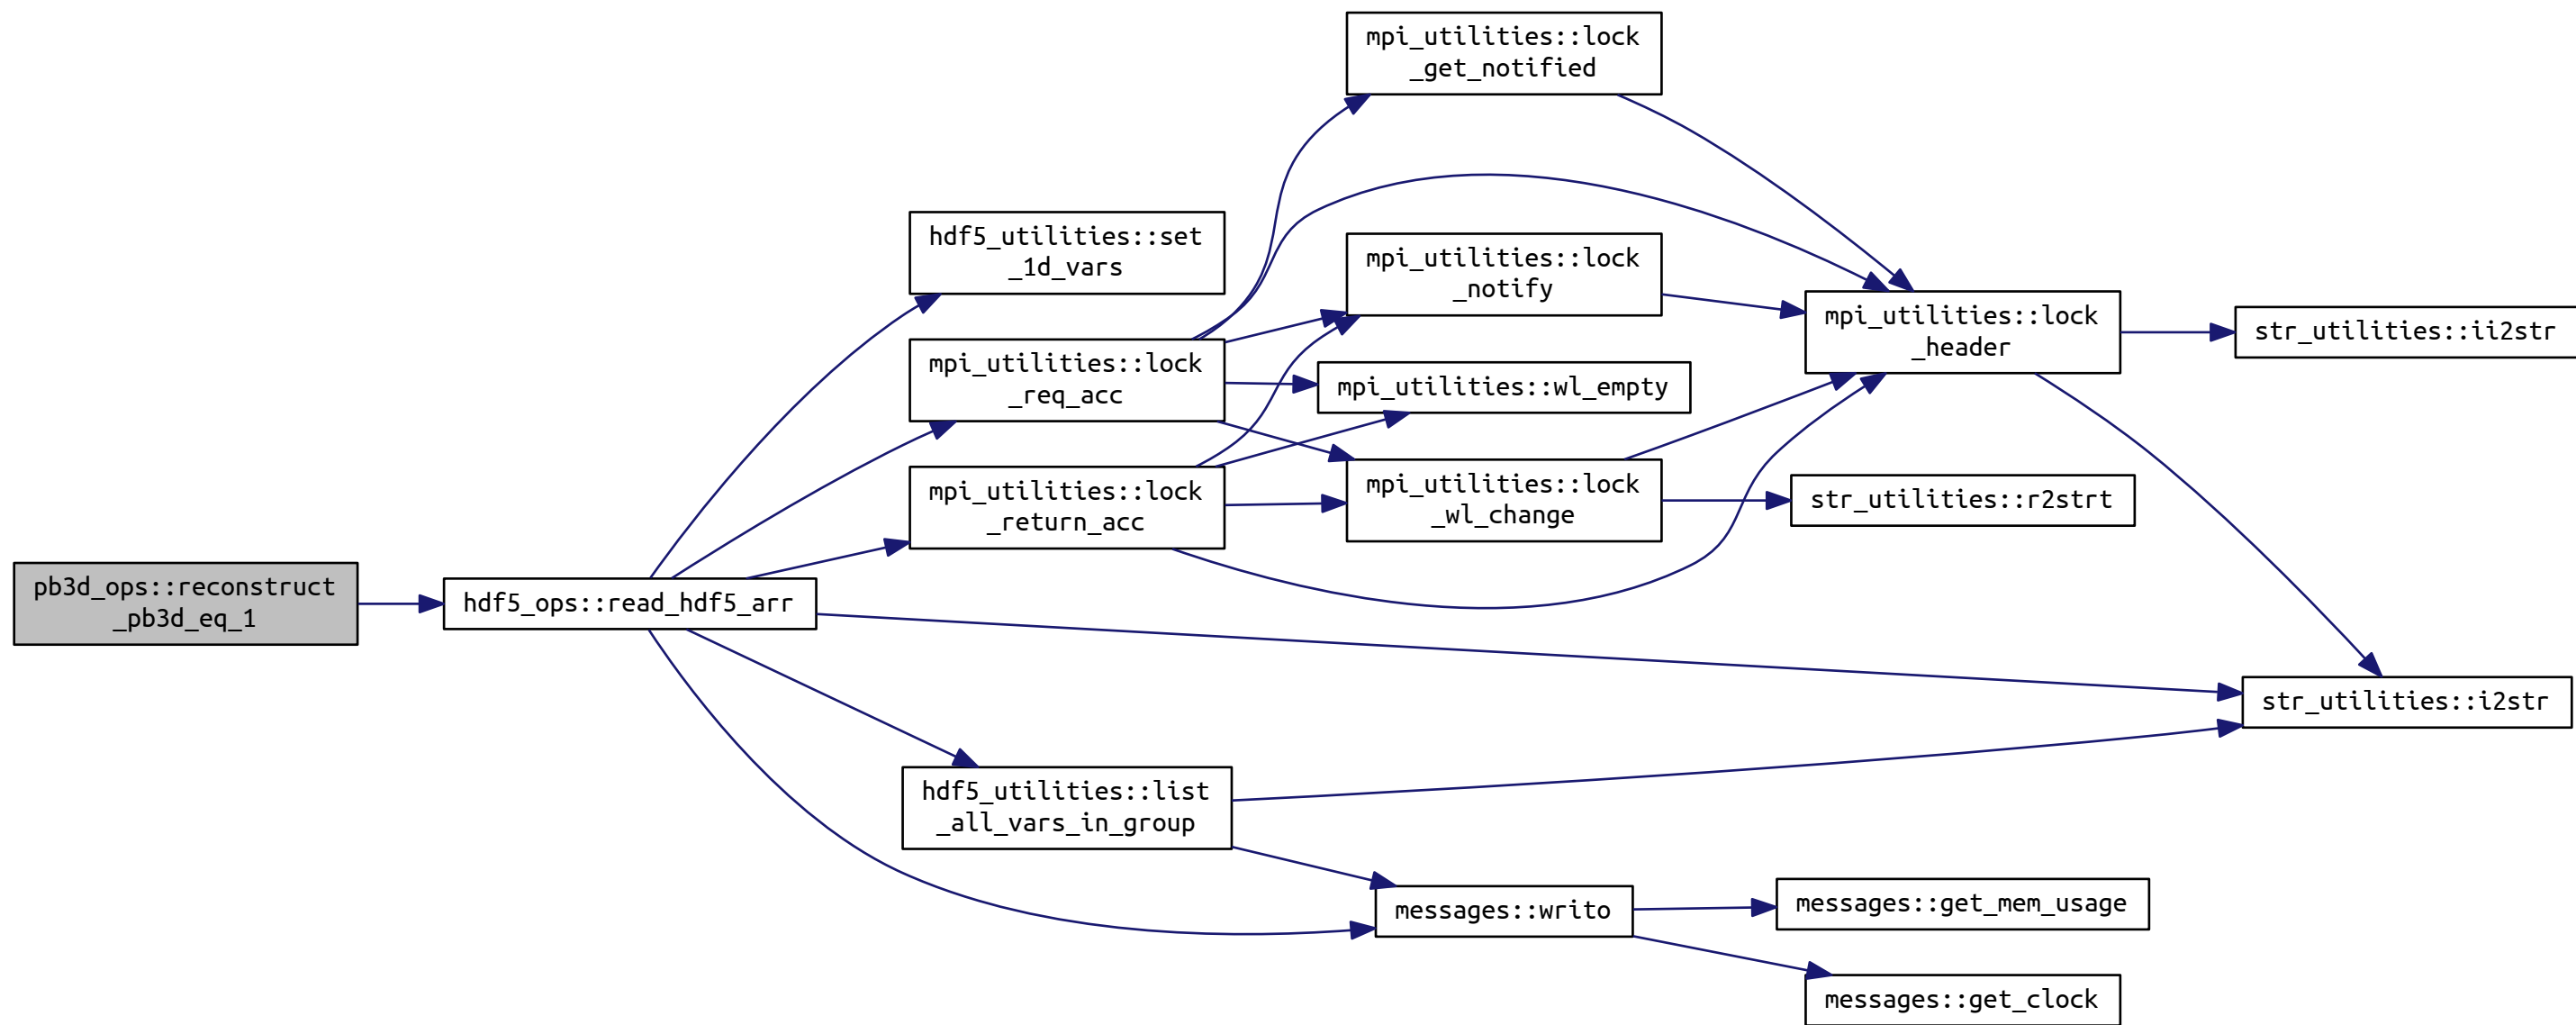 mpi_utilities::lock
_get_notified
hdf5_utilities::set
_1d_vars
mpi_utilities::lock
_notify
mpi_utilities::lock
_header
str_utilities::ii2str
mpi_utilities::lock
_req_acc
mpi_utilities::wl_empty
mpi_utilities::lock
_return_acc
mpi_utilities::lock
_wl_change
str_utilities::r2strt
pb3d_ops::reconstruct
_pb3d_eq_1
hdf5_ops::read_hdf5_arr
str_utilities::i2str
hdf5_utilities::list
_all_vars_in_group
messages::writo
messages::get_mem_usage
messages::get_clock